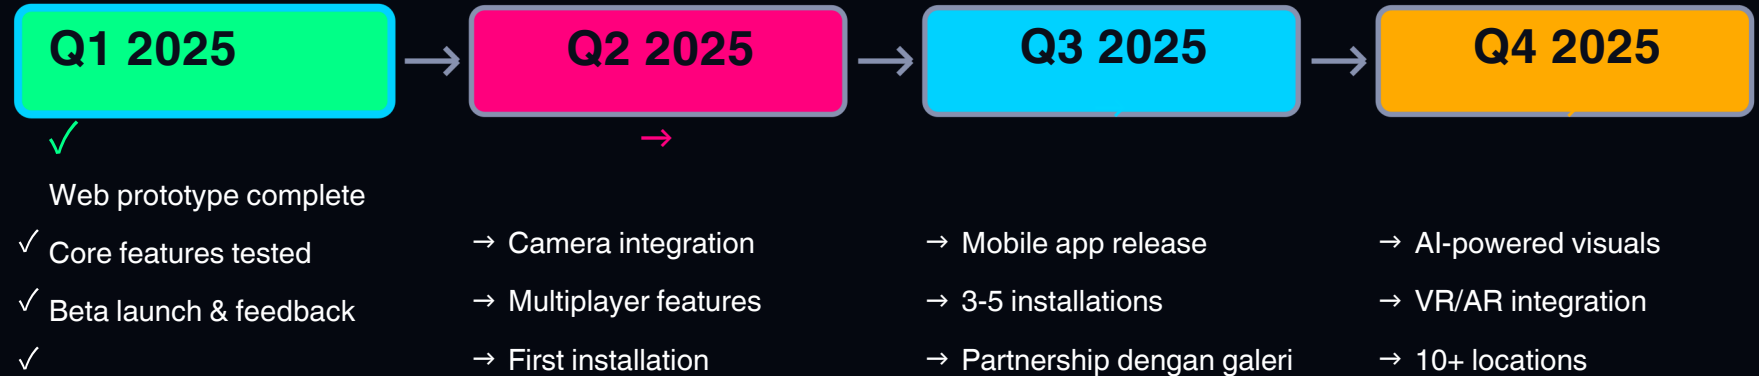 Q1 2025
✓
Web prototype complete
✓ Core features tested
✓ Beta launch & feedback
✓
→
Q2 2025
→
→ Camera integration
→ Multiplayer features
→ First installation
→
Q3 2025
→ Mobile app release
→ 3-5 installations
→ Partnership dengan galeri
→
Q4 2025
→ AI-powered visuals
→ VR/AR integration
→ 10+ locations